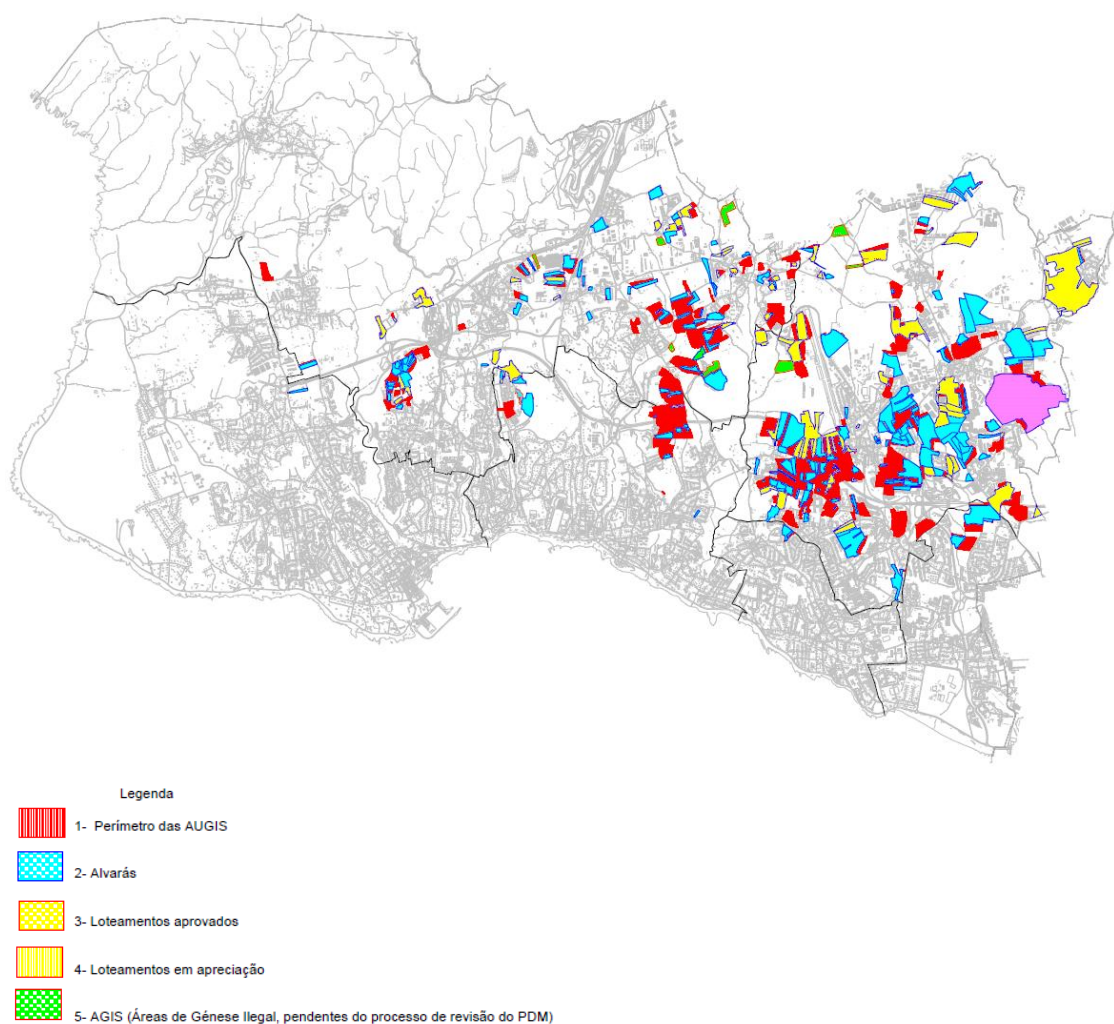 Legenda
1- Perímetro das AUGIS
2- Alvarás
3- Loteamentos aprovados
4- Loteamentos em apreciação
5- AGIS (Áreas de Génese Ilegal, pendentes do processo de revisão do PDM)